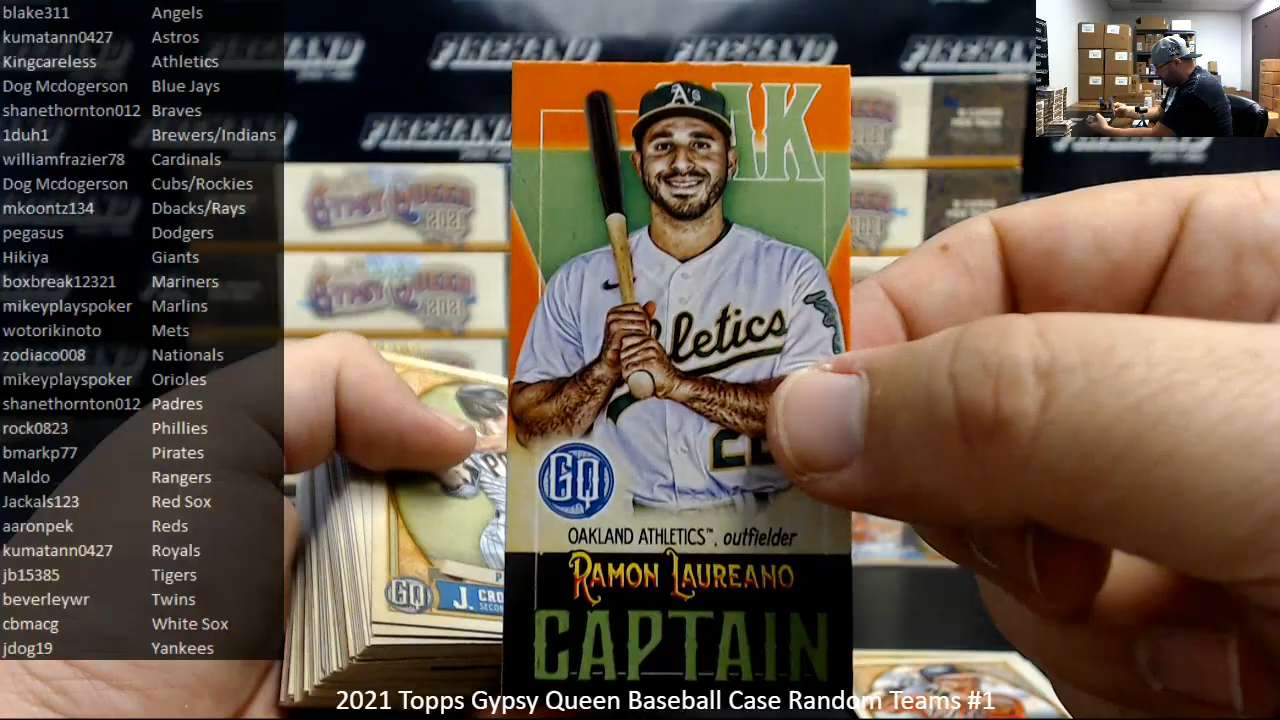 blake311 Angels
kumatann0427 Astros
Kingcareless Athletics
Dog Mcdogerson Blue Jays
shanethornton012 Braves
1duh1 Brewers/Indians
williamfrazier78 Cardinals
Dog Mcdogerson Cubs/Rockies
mkoontz134 Dbacks/Rays
pegasus Dodgers
Hikiya Giants
boxbreak12321 Mariners
mikeyplayspoker Marlins
wotorikinoto Mets
zodiaco008 Nationals
mikeyplayspoker Orioles
shanethornton012 Padres
rock0823 Phillies
bmarkp77 Pirates
Maldo Rangers
Jackals123 Red Sox
aaronpek Reds
kumatann0427 Royals
jb15385 Tigers
beverleywr Twins
cbmacg White Sox
jdog19 Yankees
FIREHAND
FIREHAND
FIREHAND
FIREHAND
FIREHAND
GYPSY QUEEN
2021
GYPSY QUEEN
2021
A's
AK
letics
GQ
OAKLAND ATHLETICS™, outfielder
RAMON LAUREANO
CAPTAIN
GQ
J. CRO
SECON
2021 Topps Gypsy Queen Baseball Case Random Teams #1